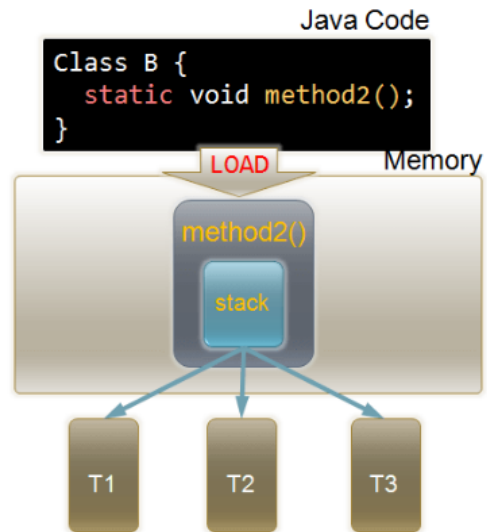 Java Code
Class B {
  static void method2();
}
LOAD
Memory
method2()
stack
T1 T2 T3